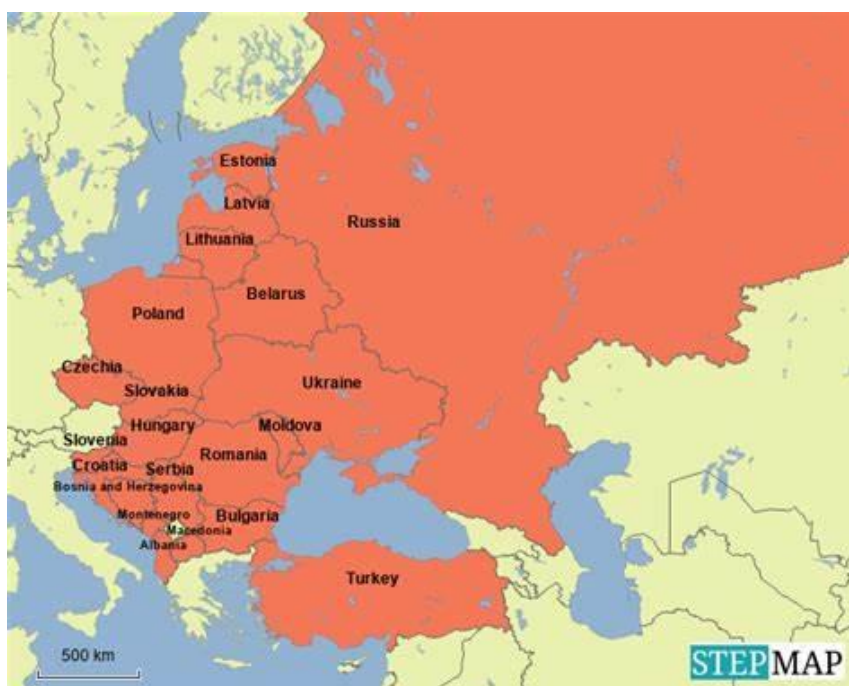 Estonia
Latvia
Russia
Lithuania
Belarus
Poland
Czechia
Slovakia
Ukraine
Hungary
Moldova
Slovenia
Romania
Croatia
Serbia
Bosnia and Herzegovina
Montenegro
Bulgaria
Macedonia
Albania
Turkey
500 km
STEPMAP